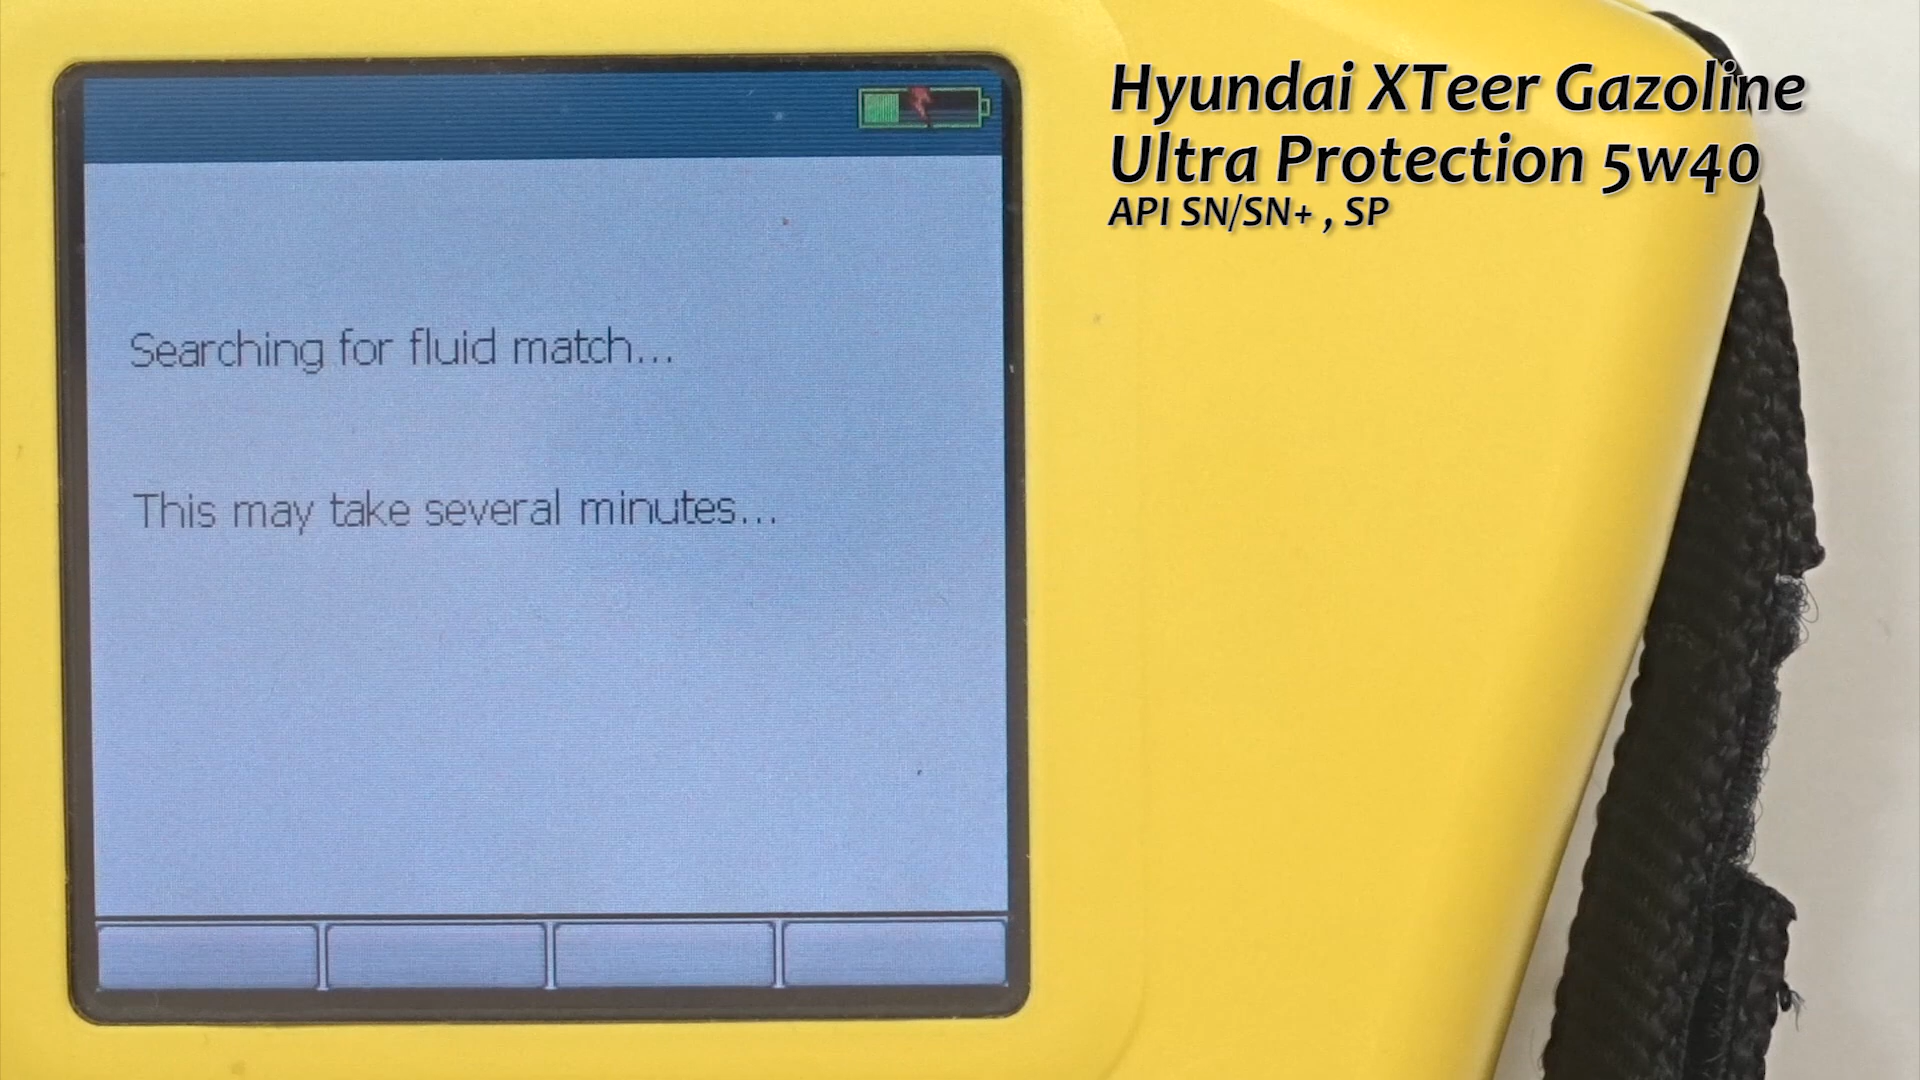 Hyundai XTeer Gazoline
Ultra Protection 5w40
API SN/SN+ , SP
Searching for fluid match...
This may take several minutes...